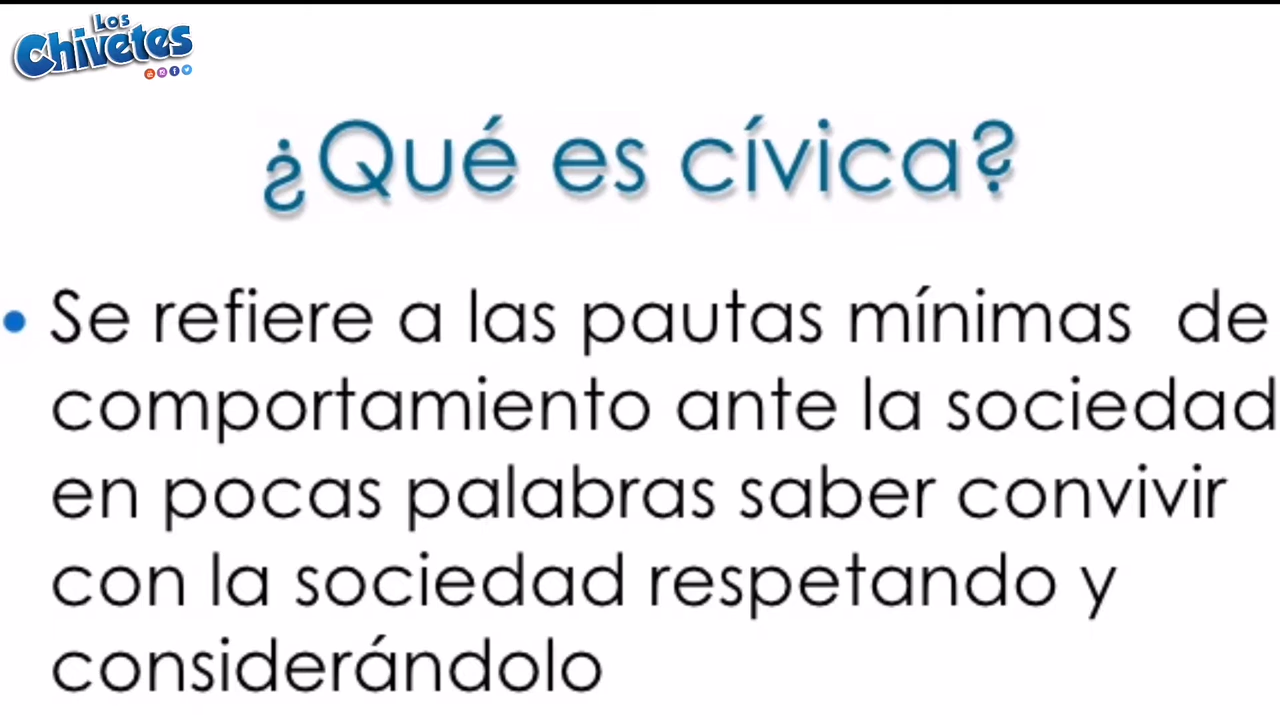 Los
Chivetes
¿Qué es cívica?
• Se refiere a las pautas mínimas de
comportamiento ante la sociedad
en pocas palabras saber convivir
con la sociedad respetando y
considerándolo